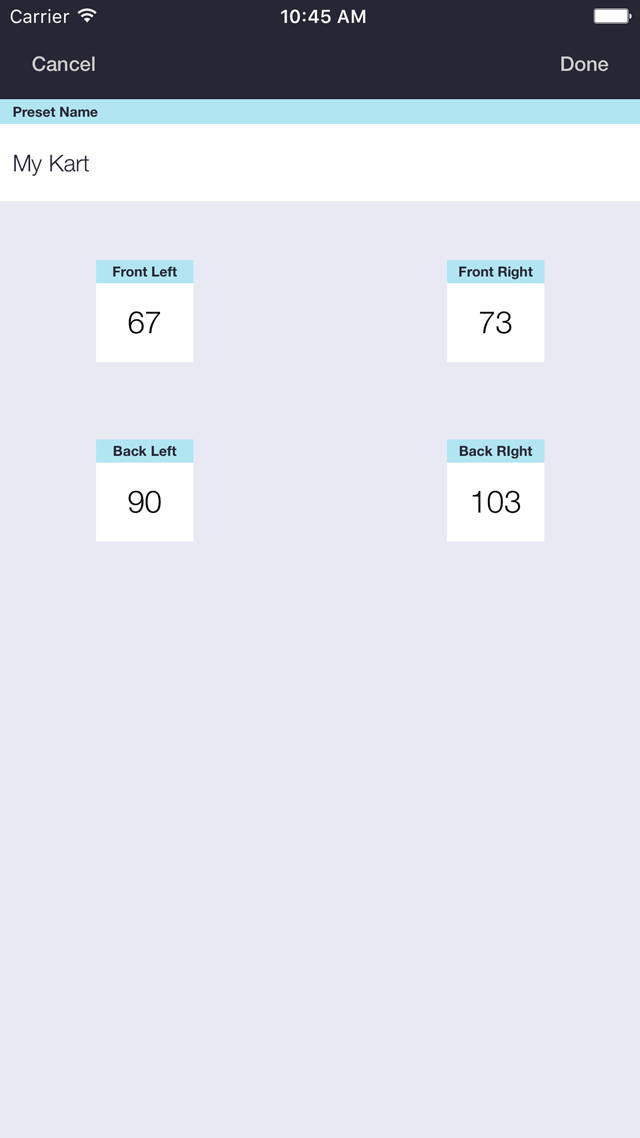 Carrier 10:45 AM
Cancel Done
Preset Name
My Kart
Front Left Front Right
67 73
Back Left Back RIght
90 103